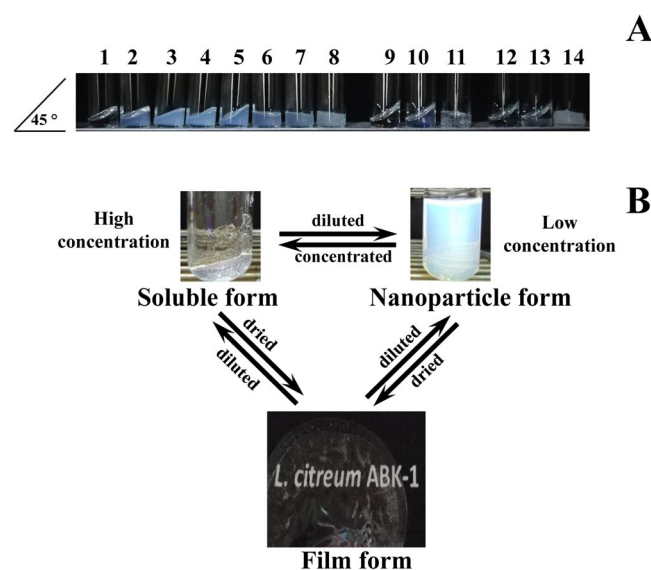 A
1 2 3 4 5 6 7 8 9 10 11 12 13 14
45 °
B
High
concentration
diluted
concentrated
Low
concentration
Soluble form
Nanoparticle form
dried
diluted
diluted
dried
L. citreum ABK-1
Film form